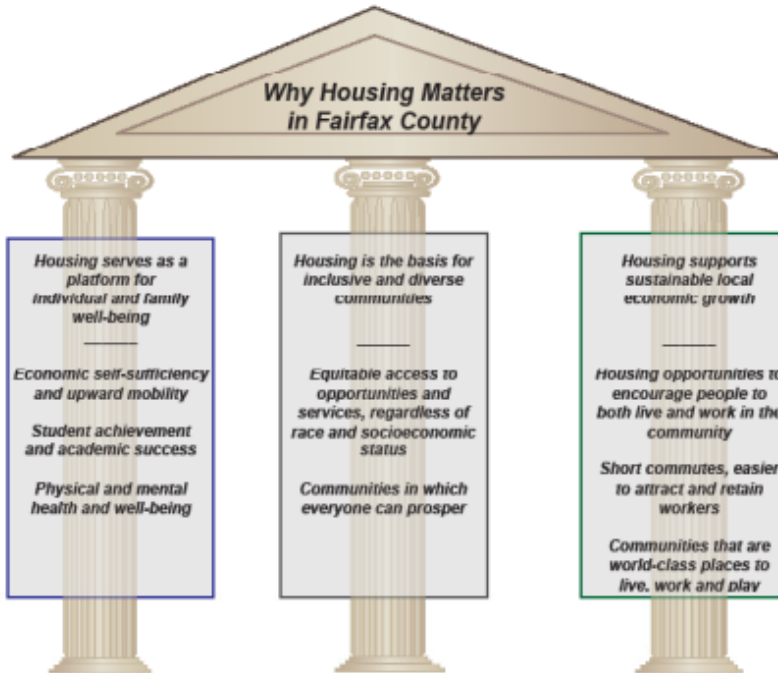 Why Housing Matters
in Fairfax County
Housing serves as a
platform for
individual and family
well-being
Economic self-sufficiency
and upward mobility
Student achievement
and academic success
Physical and mental
health and well-being
Housing is the basis for
inclusive and diverse
communities
Equitable access to
opportunities and
services, regardless of
race and socioeconomic
status
Communities in which
everyone can prosper
Housing supports
sustainable local
economic growth
Housing opportunities to
encourage people to
both live and work in the
community
Short commutes, easier
to attract and retain
workers
Communities that are
world-class places to
live, work and play